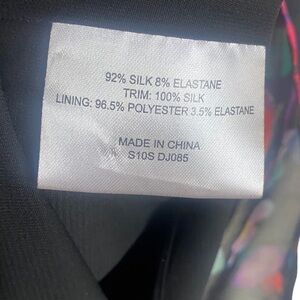 92% SILK 8% ELASTANE
TRIM: 100% SILK
LINING: 96.5% POLYESTER 3.5% ELASTANE
MADE IN CHINA
S10S DJ085